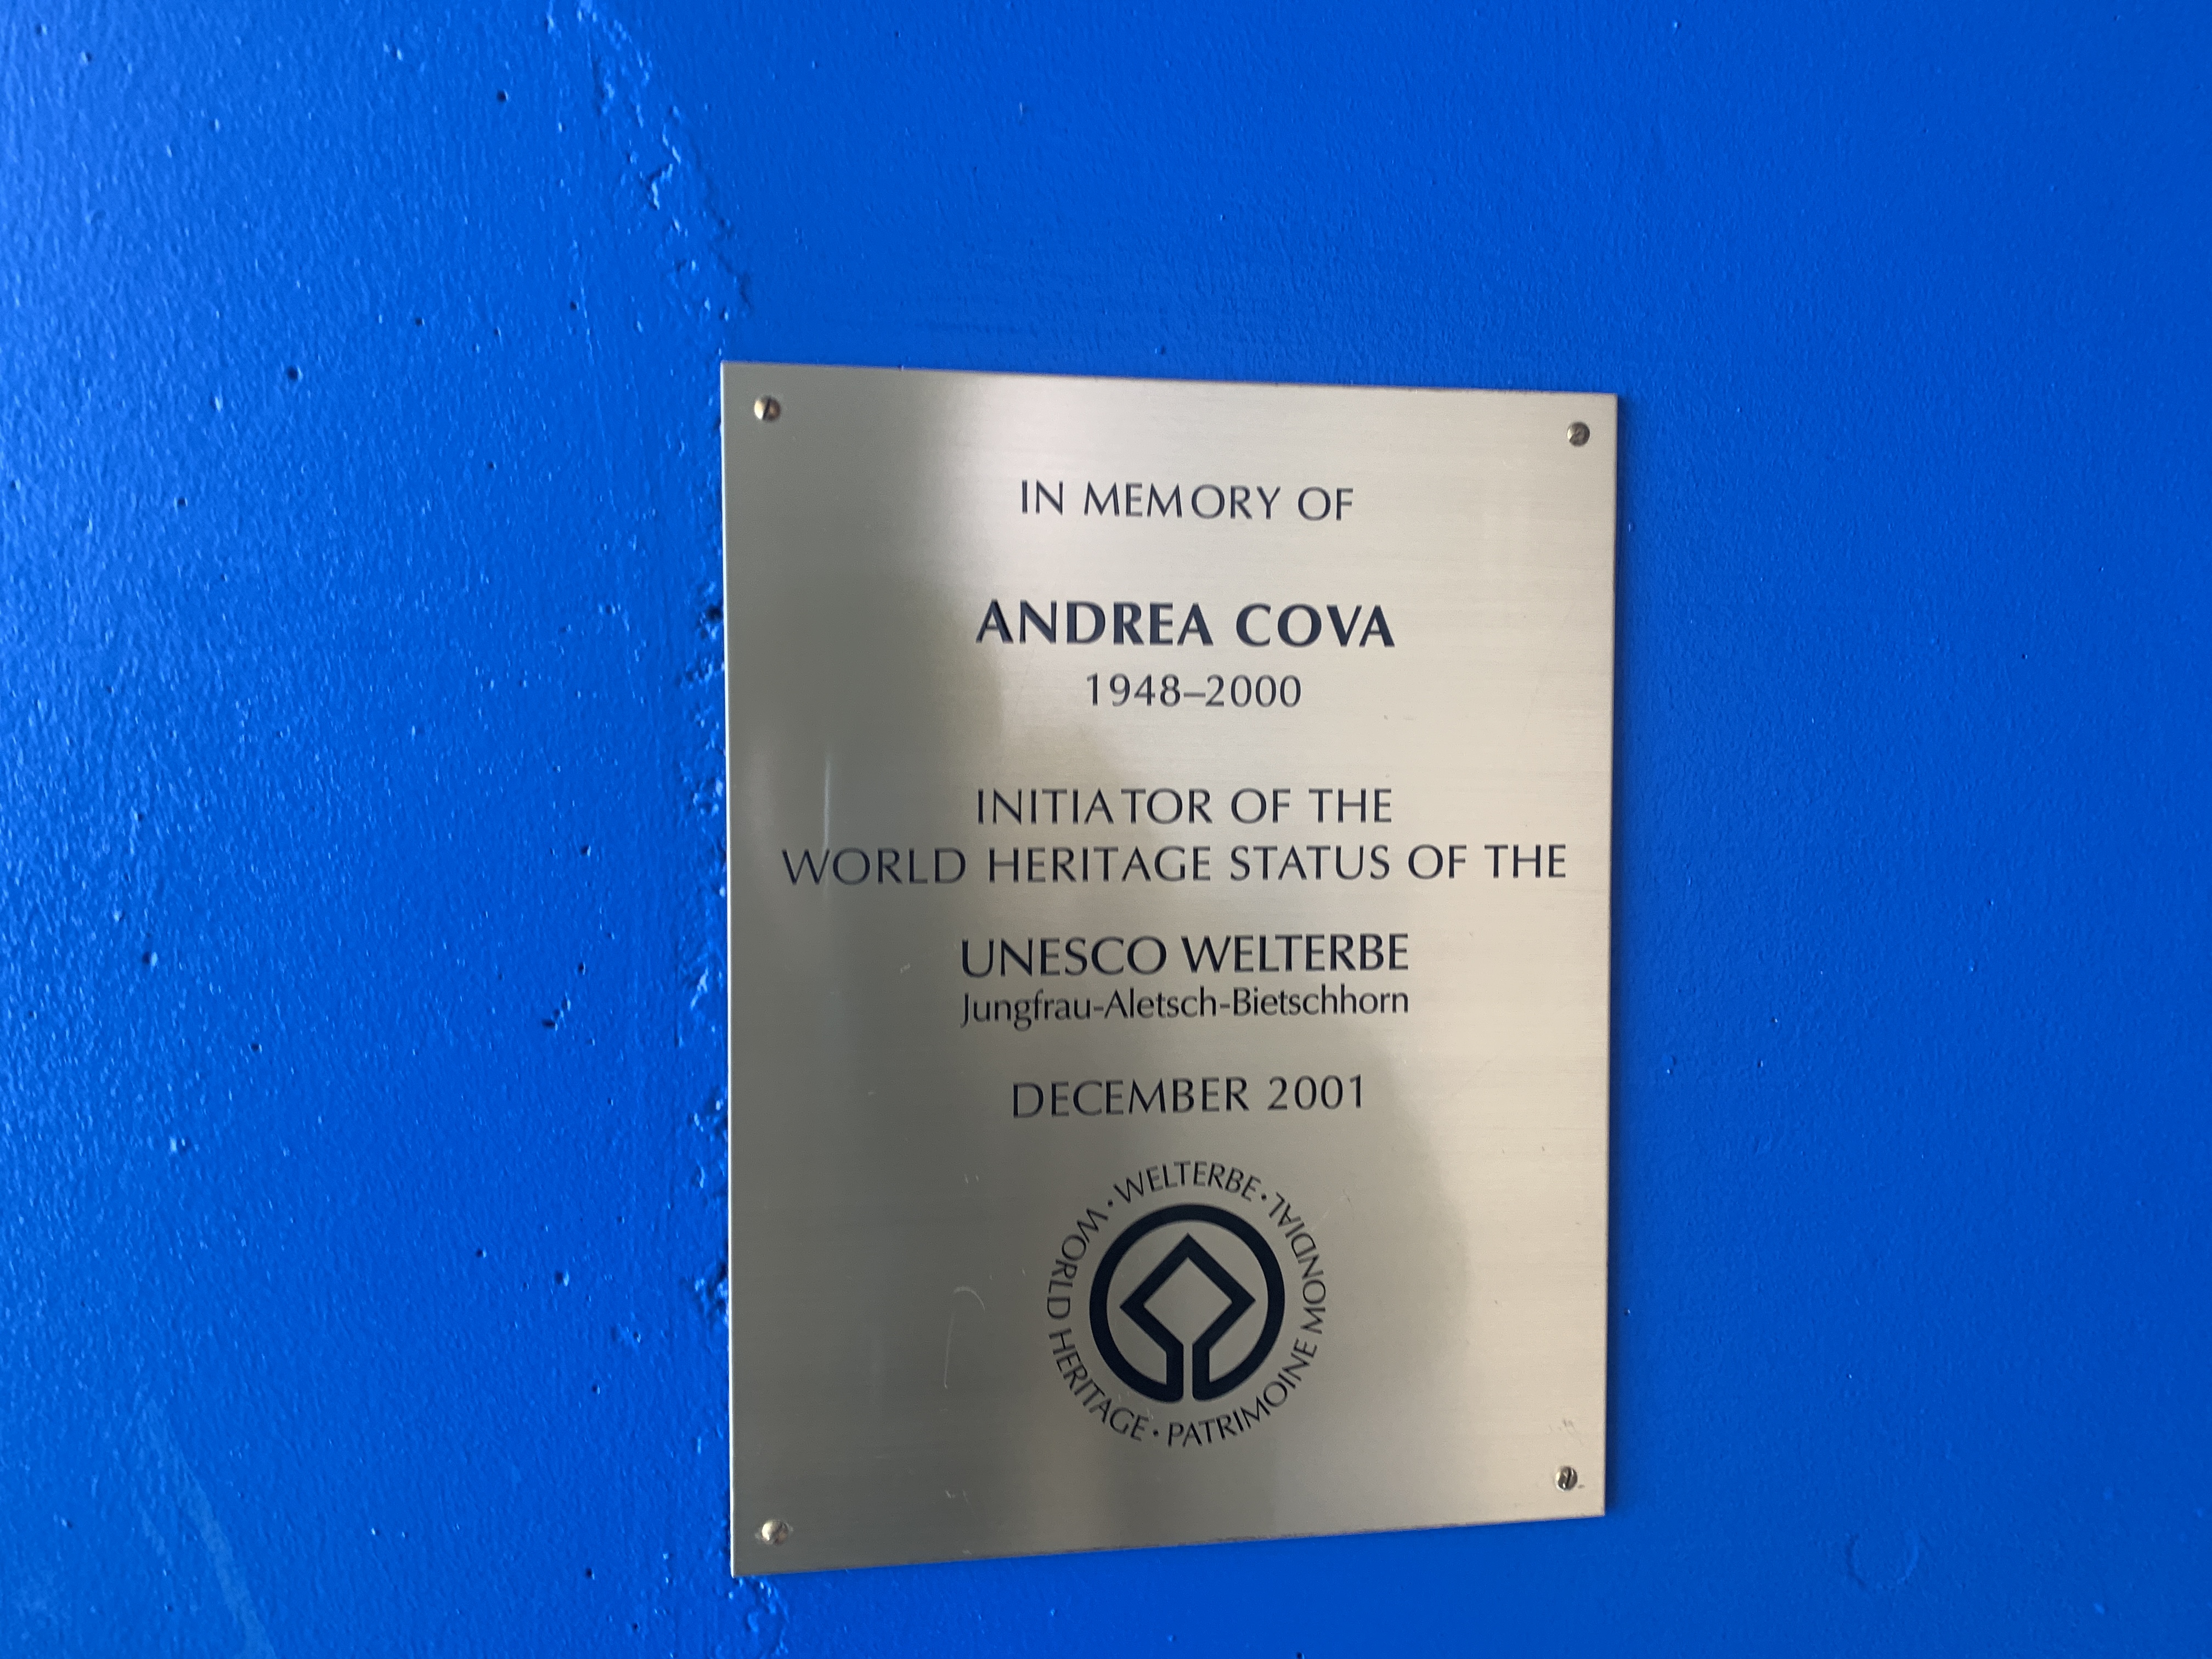 IN MEMORY OF
ANDREA COVA
1948–2000
INITIATOR OF THE
WORLD HERITAGE STATUS OF THE
UNESCO WELTERBE
Jungfrau-Aletsch-Bietschhorn
DECEMBER 2001
WORLD HERITAGE · WELTERBE · PATRIMOINE MONDIAL ·